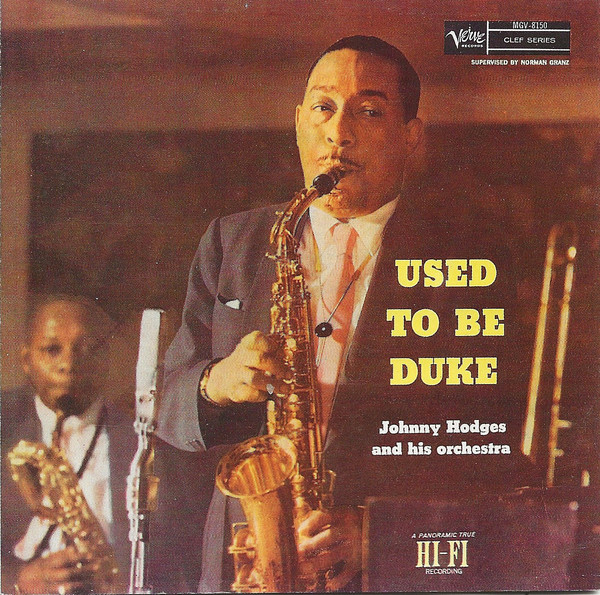 MGV-8150
Verve
RECORDS
CLEF SERIES
SUPERVISED BY NORMAN GRANZ
USED
TO BE
DUKE
Johnny Hodges
and his orchestra
A PANORAMIC TRUE
HI-FI
RECORDING